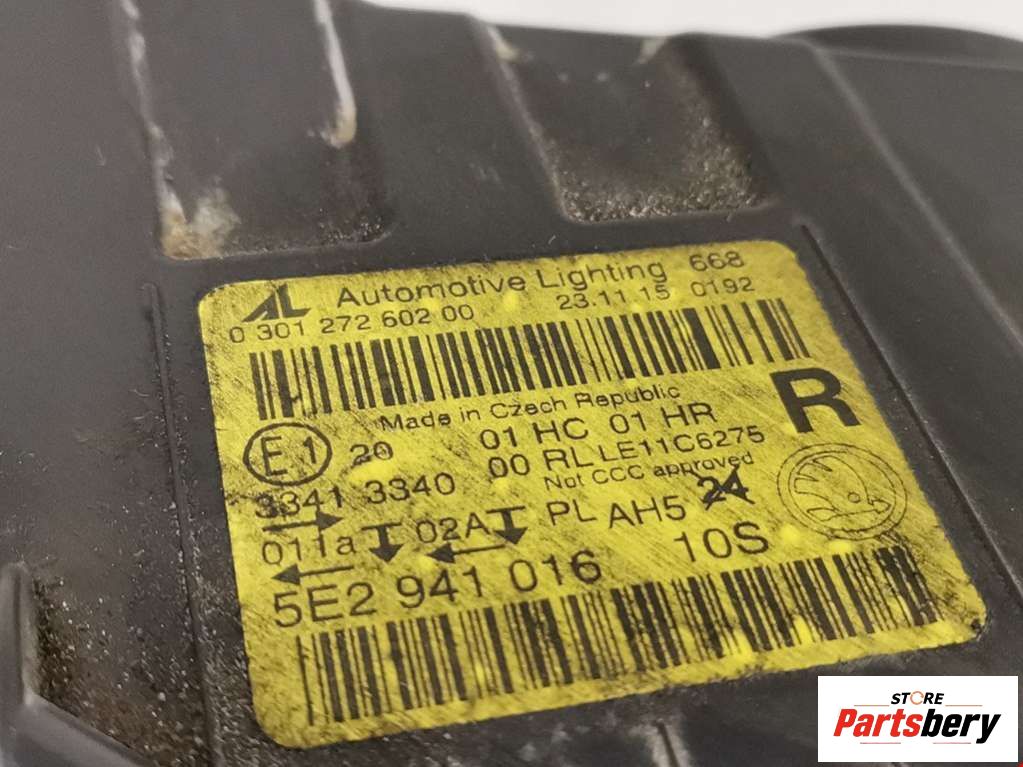 AL Automotive Lighting 668
0 301 272 602 00 23.11.15 0192
Made in Czech Republic
R
E1 20 01 HC 01 HR
33413 3340 00 RL LE11C6275
Not CCC approved
011a 02A PL AH5 24
5E2 941 016 10S
STORE
Partsbery